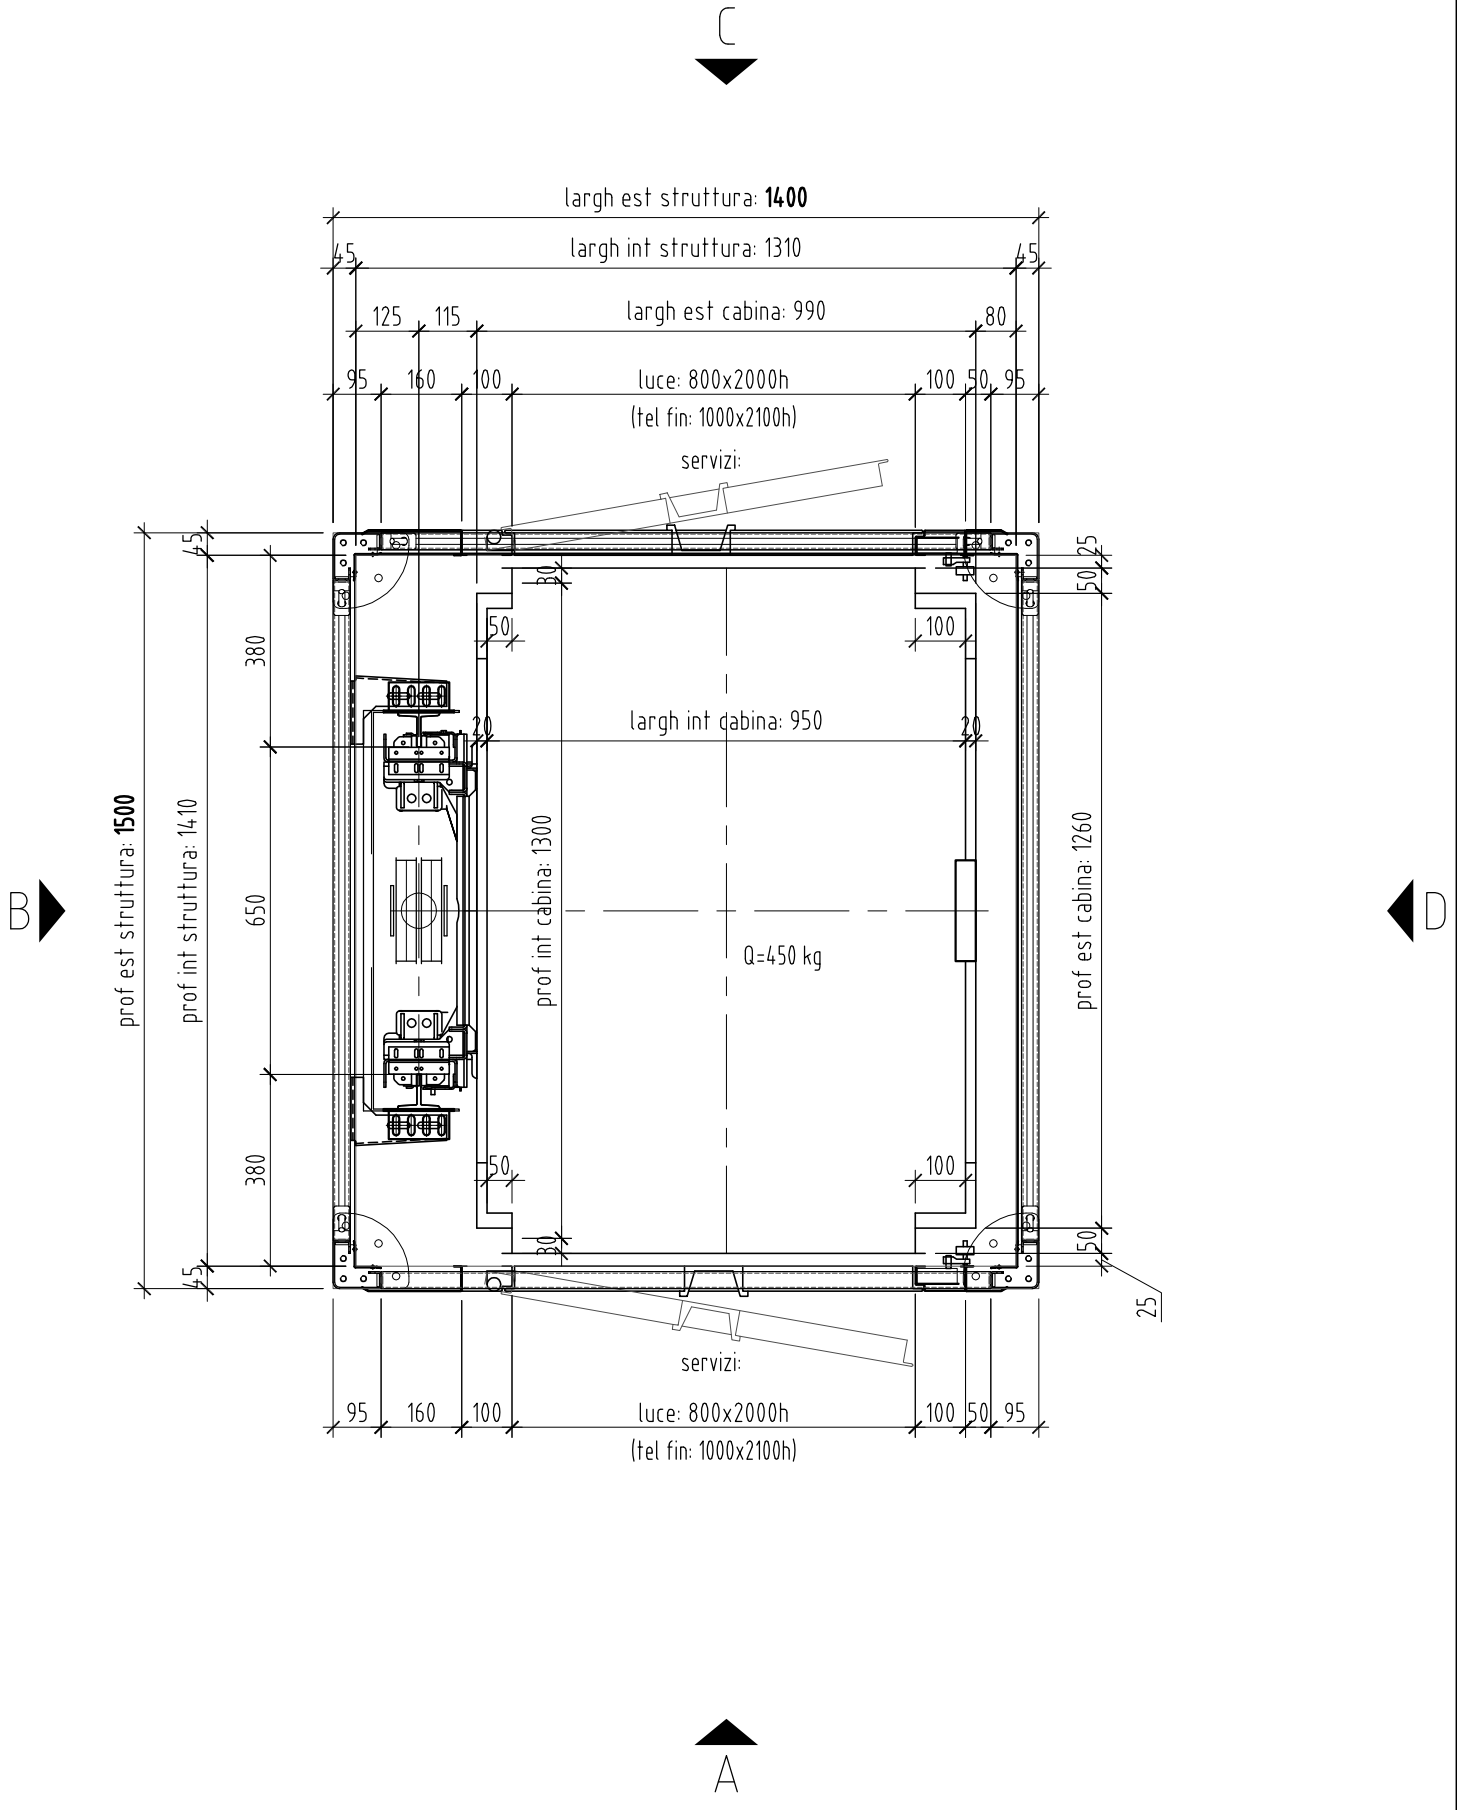 C
largh est struttura: 1400
45
largh int struttura: 1310
45
125
115
largh est cabina: 990
80
95
160
100
luce: 800x2000h
100
50
95
(tel fin: 1000x2100h)
servizi:
45
30
25
50
380
50
100
20
largh int cabina: 950
20
prof est struttura: 1500
prof int struttura: 1410
650
prof int cabina: 1300
prof est cabina: 1260
B
D
Q=450 kg
380
50
100
45
30
50
25
servizi:
95
160
100
luce: 800x2000h
100
50
95
(tel fin: 1000x2100h)
A